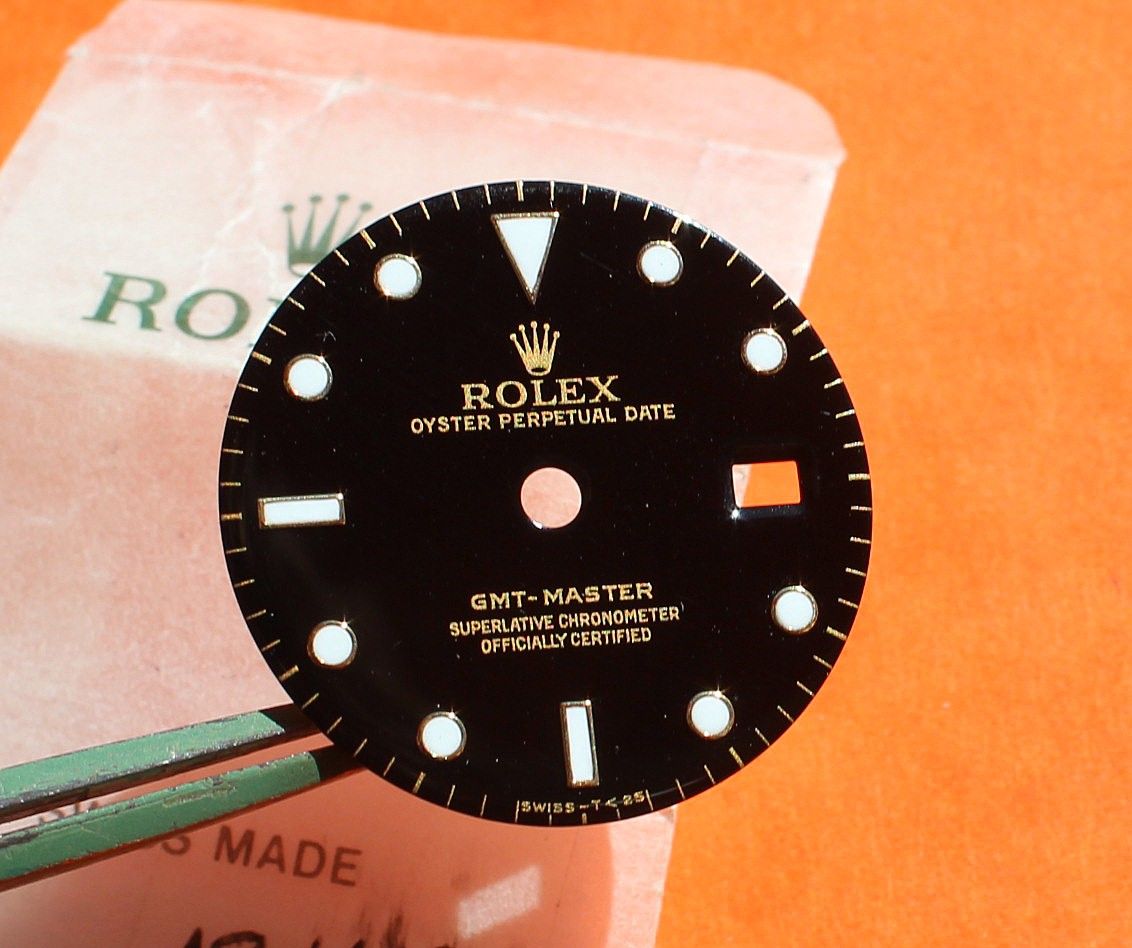 ROLEX
OYSTER PERPETUAL DATE
GMT-MASTER
SUPERLATIVE CHRONOMETER
OFFICIALLY CERTIFIED
SWISS-T<25
RO
MADE